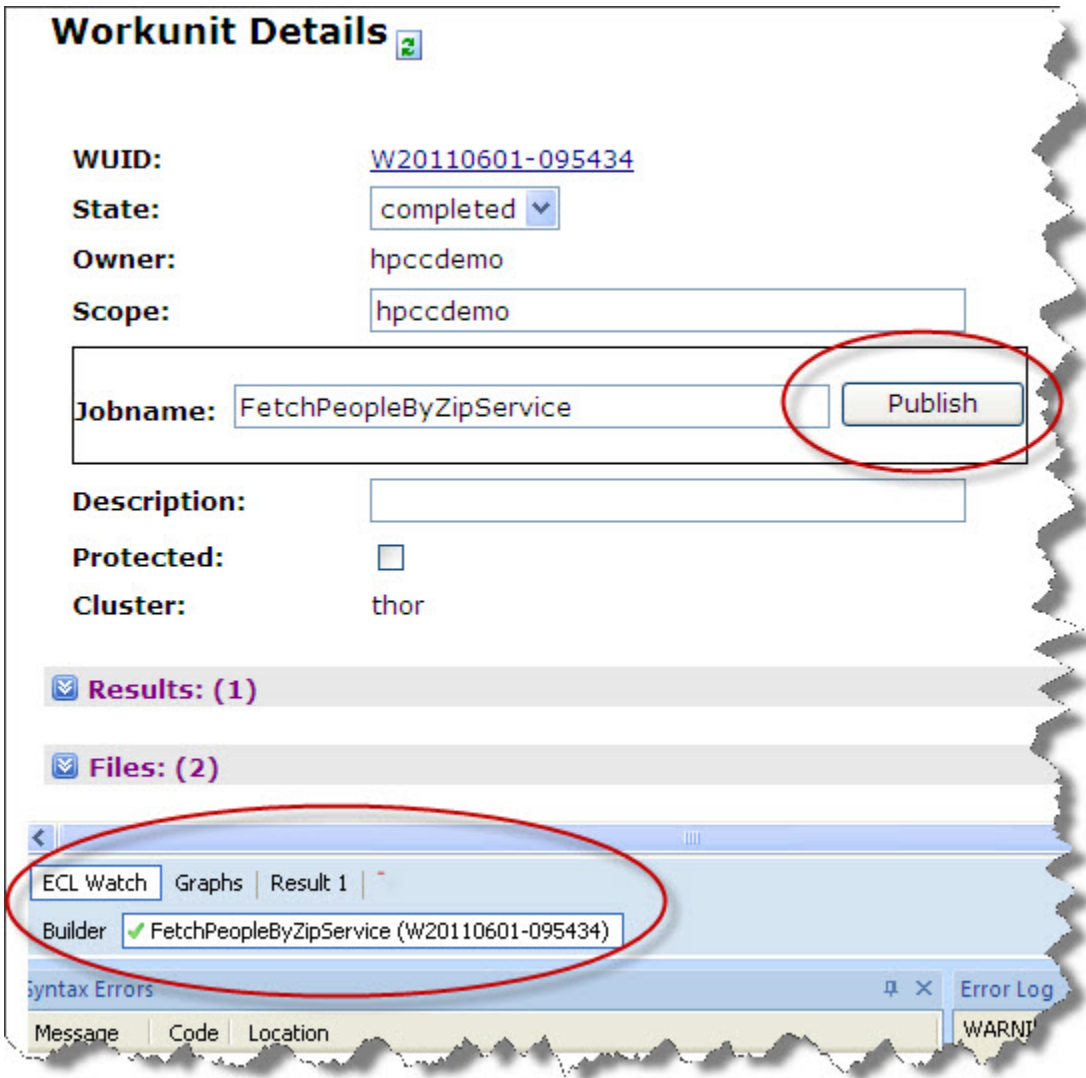 Workunit Details
WUID: W20110601-095434
State: completed
Owner: hpccdemo
Scope: hpccdemo
Jobname: FetchPeopleByZipService Publish
Description:
Protected:
Cluster: thor
Results: (1)
Files: (2)
ECL Watch Graphs Result 1
Builder FetchPeopleByZipService (W20110601-095434)
Syntax Errors Error Log
Message Code Location